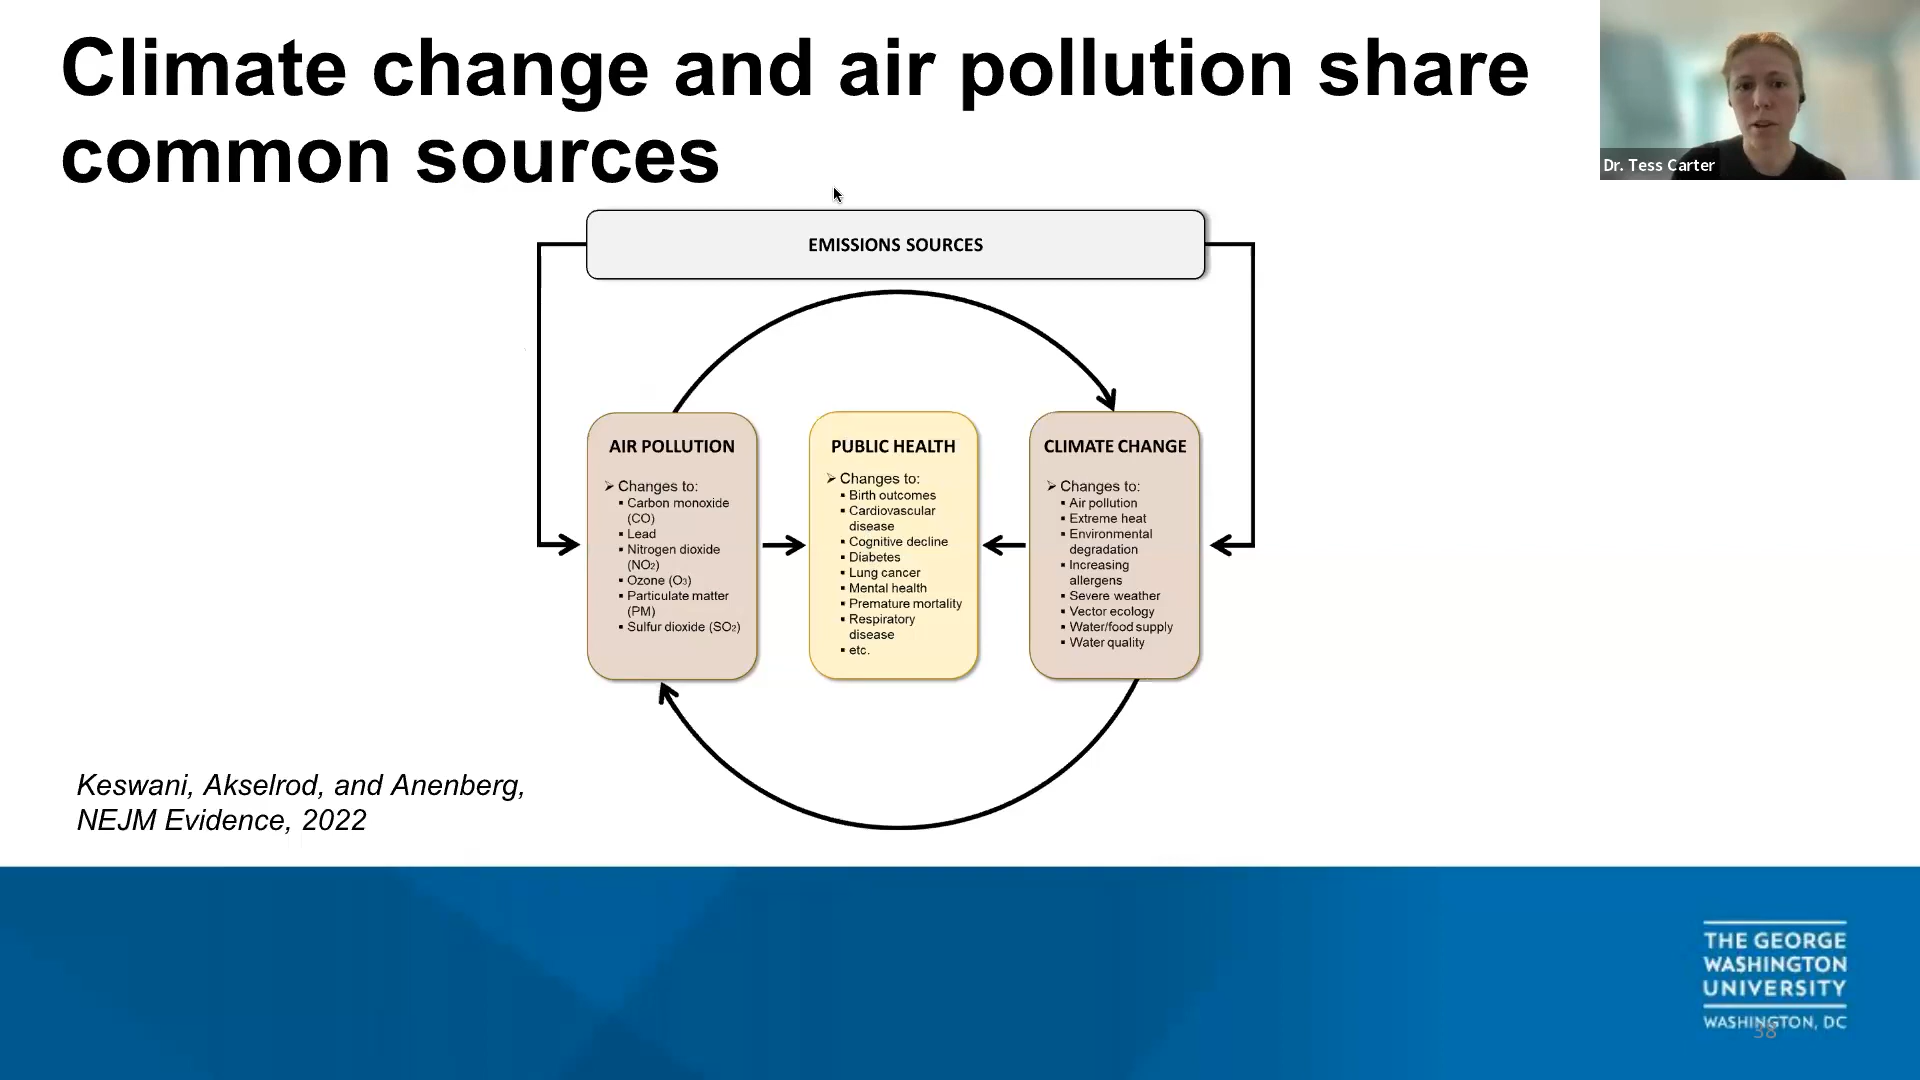 Climate change and air pollution share
common sources
Dr. Tess Carter
EMISSIONS SOURCES
AIR POLLUTION
➢ Changes to:
▪ Carbon monoxide
(CO)
▪ Lead
▪ Nitrogen dioxide
(NO₂)
▪ Ozone (O₃)
▪ Particulate matter
(PM)
▪ Sulfur dioxide (SO₂)
PUBLIC HEALTH
➢ Changes to:
▪ Birth outcomes
▪ Cardiovascular
disease
▪ Cognitive decline
▪ Diabetes
▪ Lung cancer
▪ Mental health
▪ Premature mortality
▪ Respiratory
disease
▪ etc.
CLIMATE CHANGE
➢ Changes to:
▪ Air pollution
▪ Extreme heat
▪ Environmental
degradation
▪ Increasing
allergens
▪ Severe weather
▪ Vector ecology
▪ Water/food supply
▪ Water quality
Keswani, Akselrod, and Anenberg,
NEJM Evidence, 2022
THE GEORGE
WASHINGTON
UNIVERSITY
WASHINGTON, DC
38